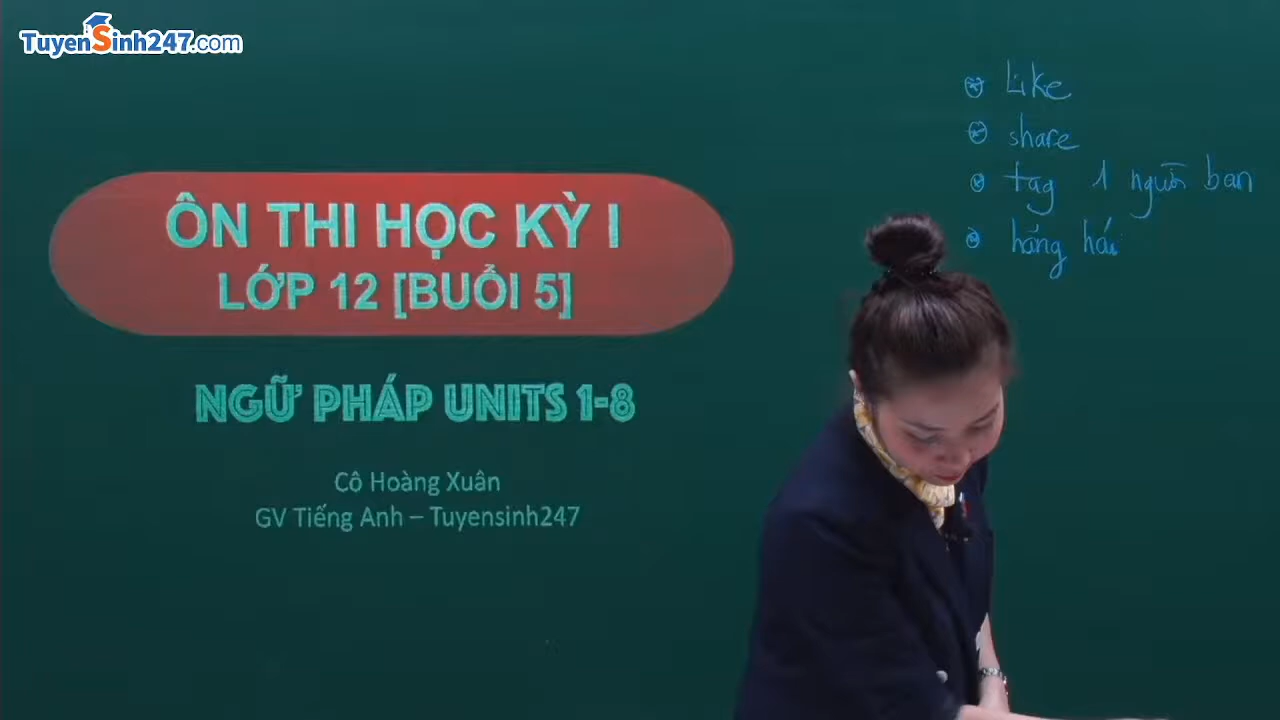 TuyenSinh247.com
ÔN THI HỌC KỲ I
LỚP 12 [BUỔI 5]
NGỮ PHÁP UNITS 1-8
Cô Hoàng Xuân
GV Tiếng Anh – Tuyensinh247
Like
share
tag 1 người bạn
hăng hái